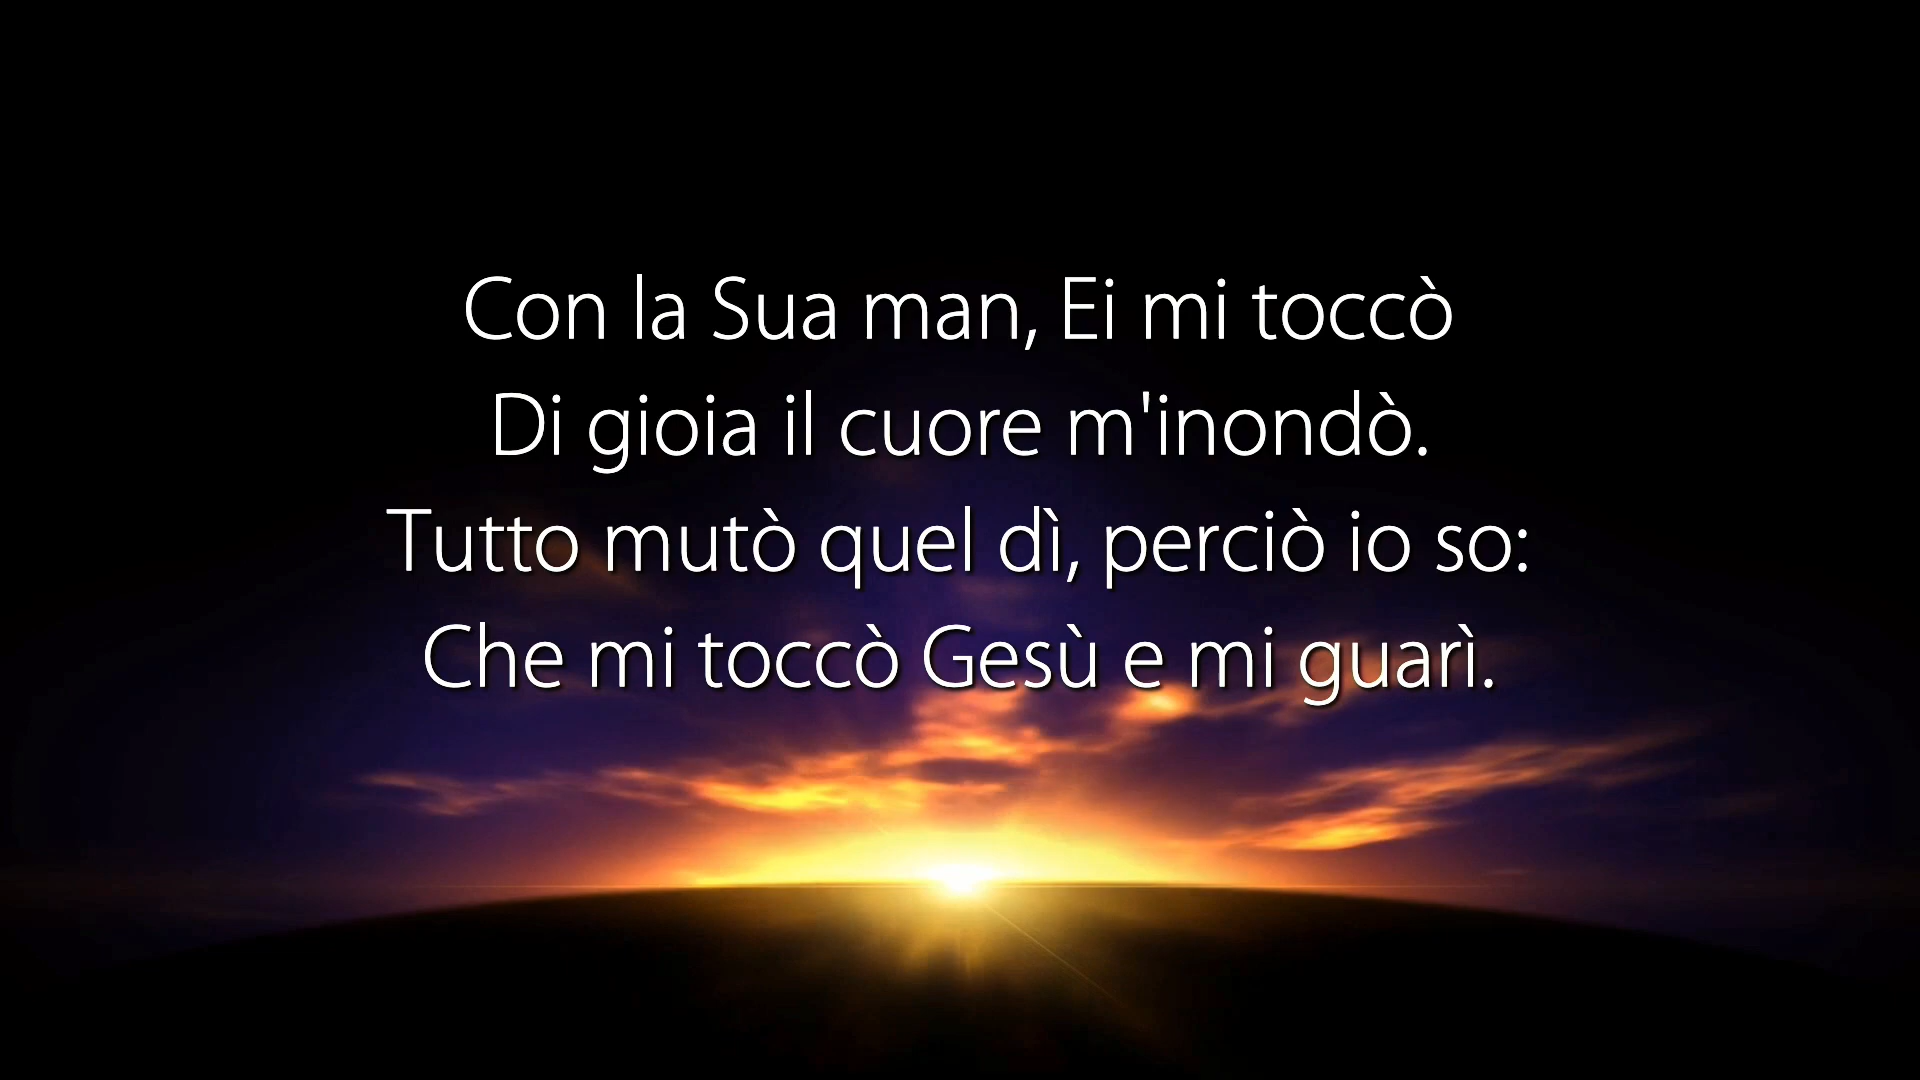 Con la Sua man, Ei mi toccò
Di gioia il cuore m'inondò.
Tutto mutò quel dì, perciò io so:
Che mi toccò Gesù e mi guarì.